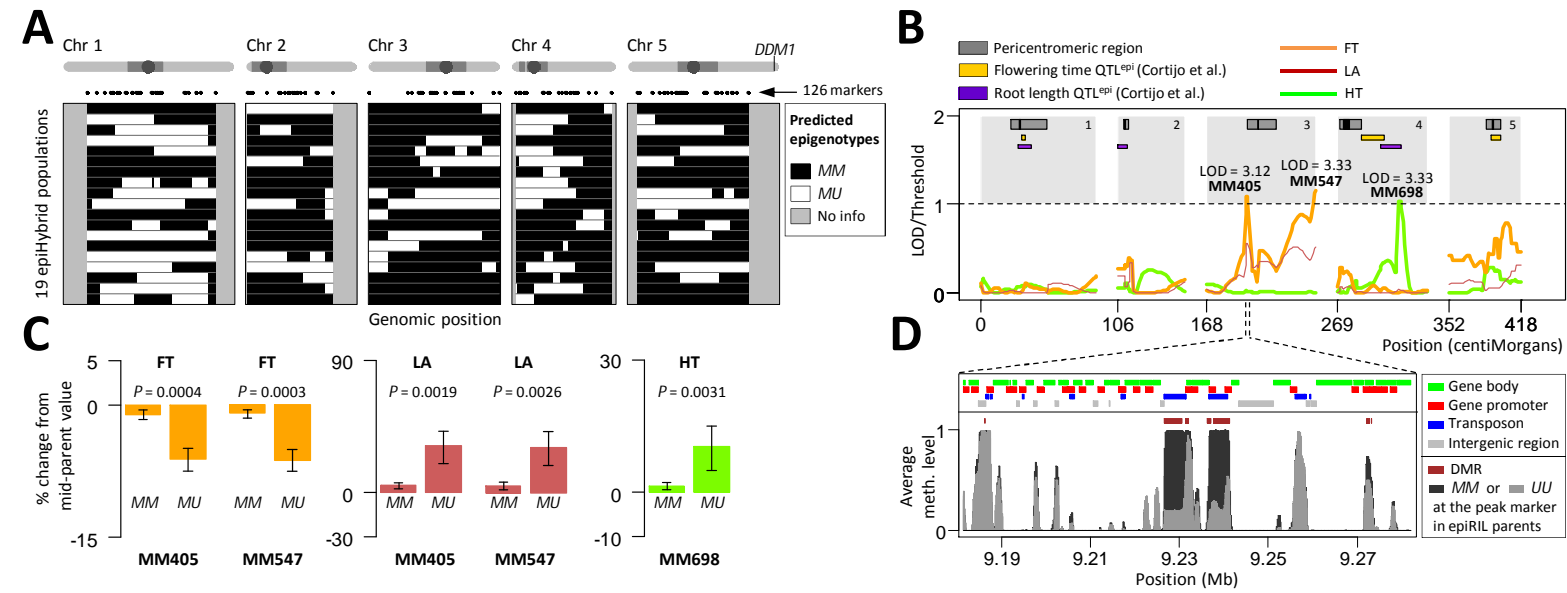 A
Chr 1
Chr 2
Chr 3
Chr 4
Chr 5
DDM1
126 markers
19 epiHybrid populations
Predicted
epigenotypes
MM
MU
No info
Genomic position
B
Pericentromeric region
Flowering time QTLepi (Cortijo et al.)
Root length QTLepi (Cortijo et al.)
FT
LA
HT
LOD/Threshold
2
1
0
0
1
2
3
4
5
LOD = 3.12
MM405
LOD = 3.33
MM547
LOD = 3.33
MM698
0
106
168
269
352
418
Position (centiMorgans)
C
% change from
mid-parent value
5
0
-15
FT
P = 0.0004
MM
MU
MM405
FT
P = 0.0003
MM
MU
MM547
90
0
-30
LA
P = 0.0019
MM
MU
MM405
LA
P = 0.0026
MM
MU
MM547
30
0
-10
HT
P = 0.0031
MM
MU
MM698
D
Average
meth. level
1
0
9.19
9.21
9.23
9.25
9.27
Position (Mb)
Gene body
Gene promoter
Transposon
Intergenic region
DMR
MM or UU
at the peak marker
in epiRIL parents